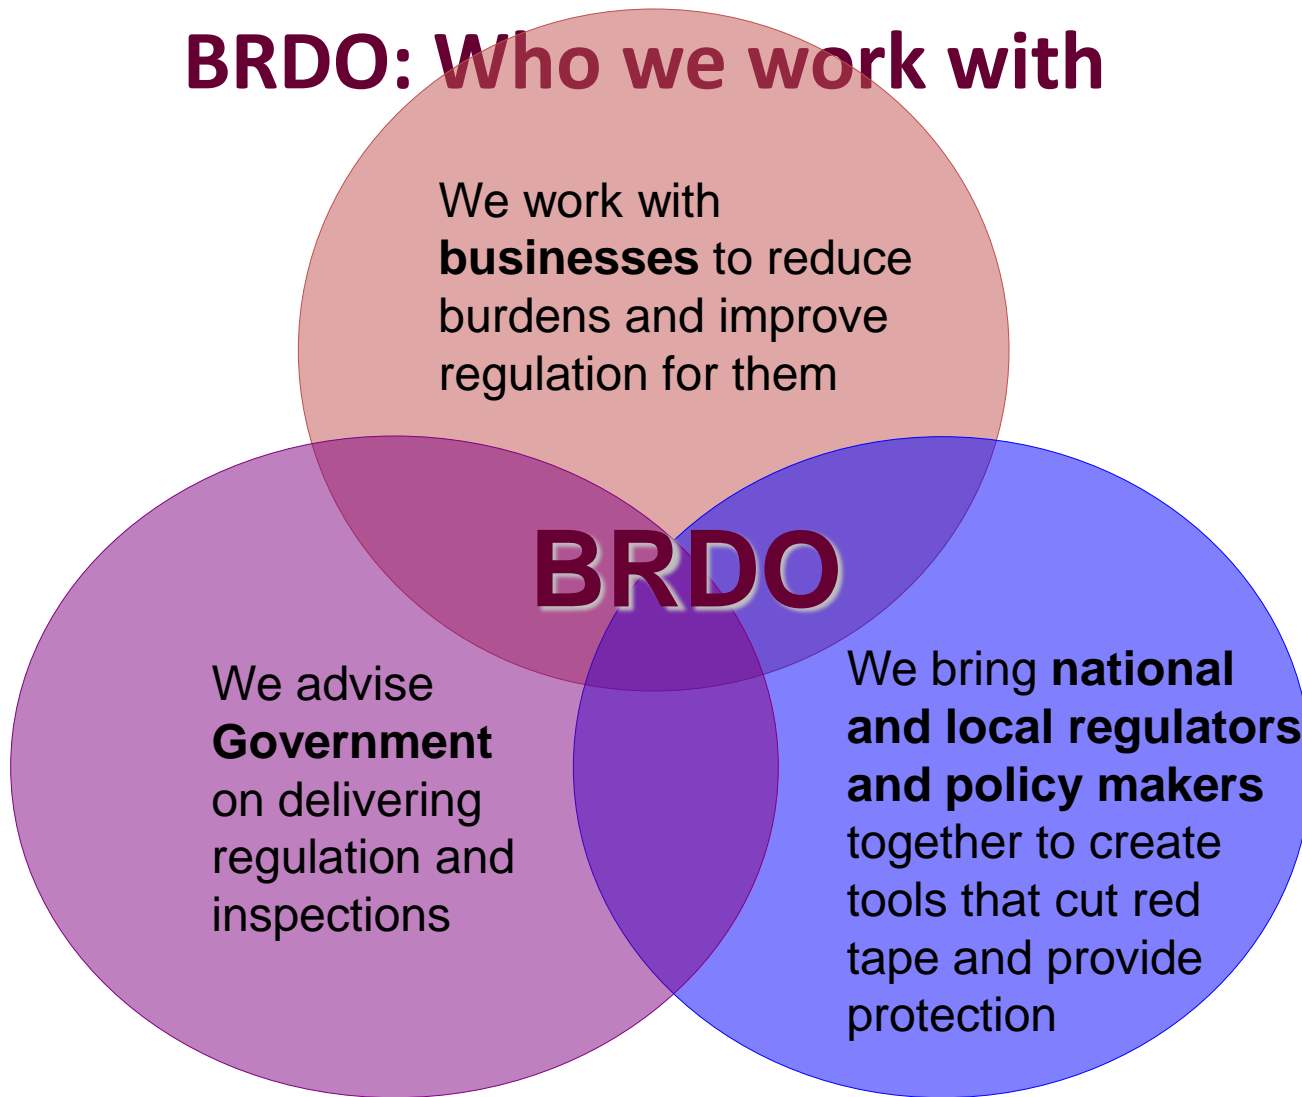 BRDO: Who we work with
We work with
businesses to reduce
burdens and improve
regulation for them
BRDO
We advise
Government
on delivering
regulation and
inspections
We bring national
and local regulators
and policy makers
together to create
tools that cut red
tape and provide
protection